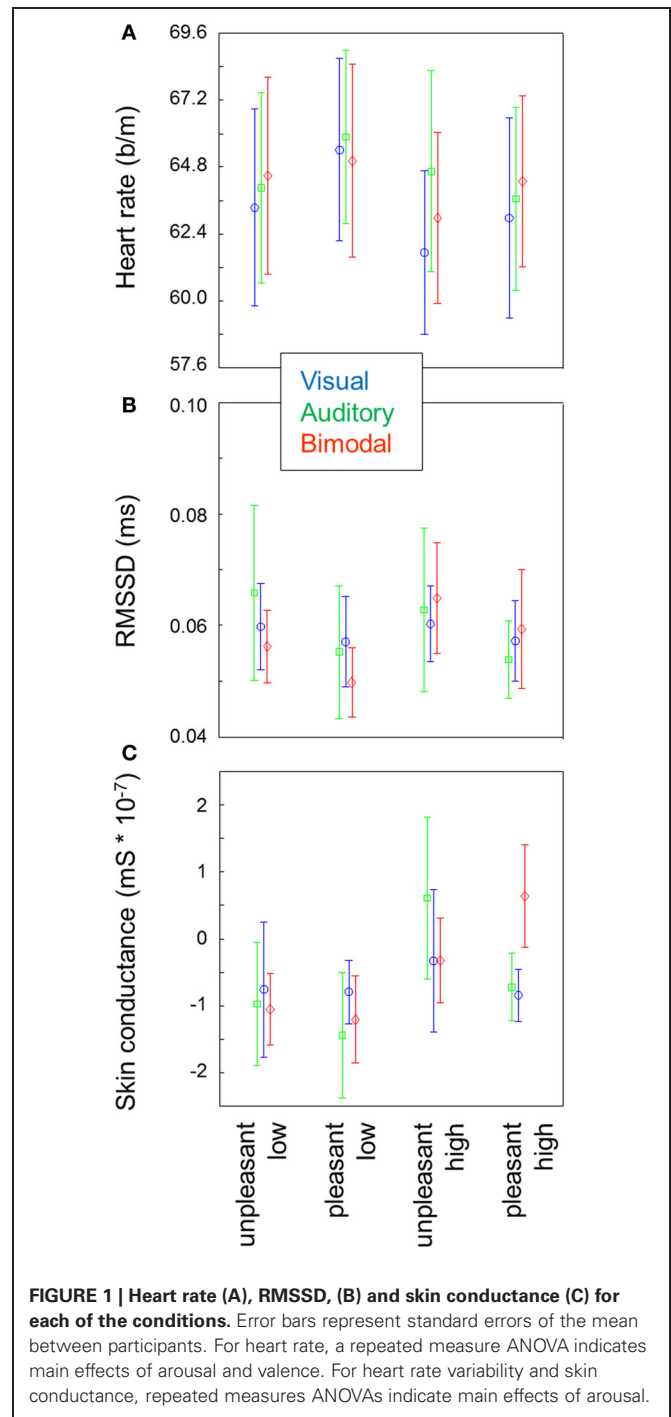 A
69.6
67.2
64.8
62.4
60.0
57.6
Heart rate (b/m)
Visual
Auditory
Bimodal
B
0.10
0.08
0.06
0.04
RMSSD (ms)
C
2
1
0
-1
-2
Skin conductance (mS * 10-7)
unpleasant
low
pleasant
low
unpleasant
high
pleasant
high
FIGURE 1 | Heart rate (A), RMSSD, (B) and skin conductance (C) for
each of the conditions. Error bars represent standard errors of the mean
between participants. For heart rate, a repeated measure ANOVA indicates
main effects of arousal and valence. For heart rate variability and skin
conductance, repeated measures ANOVAs indicate main effects of arousal.